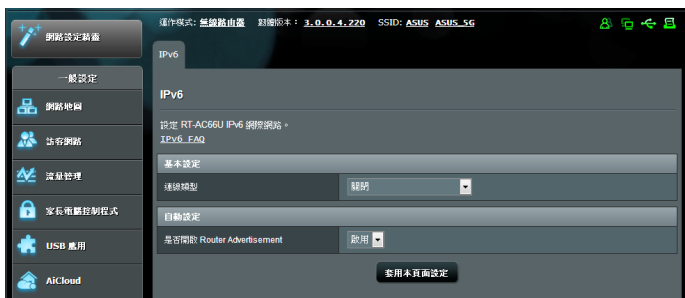 網路設定精靈
運作模式: 無線路由器 韌體版本: 3.0.0.4.220 SSID: ASUS ASUS_5G
IPv6
一般設定
網路地圖
訪客網路
流量管理
家長電腦控制程式
USB 應用
AiCloud
IPv6
設定 RT-AC66U IPv6 網際網路。
IPv6 FAQ
基本設定
連線類型 關閉
自動設定
是否開啟 Router Advertisement 啟用
套用本頁面設定